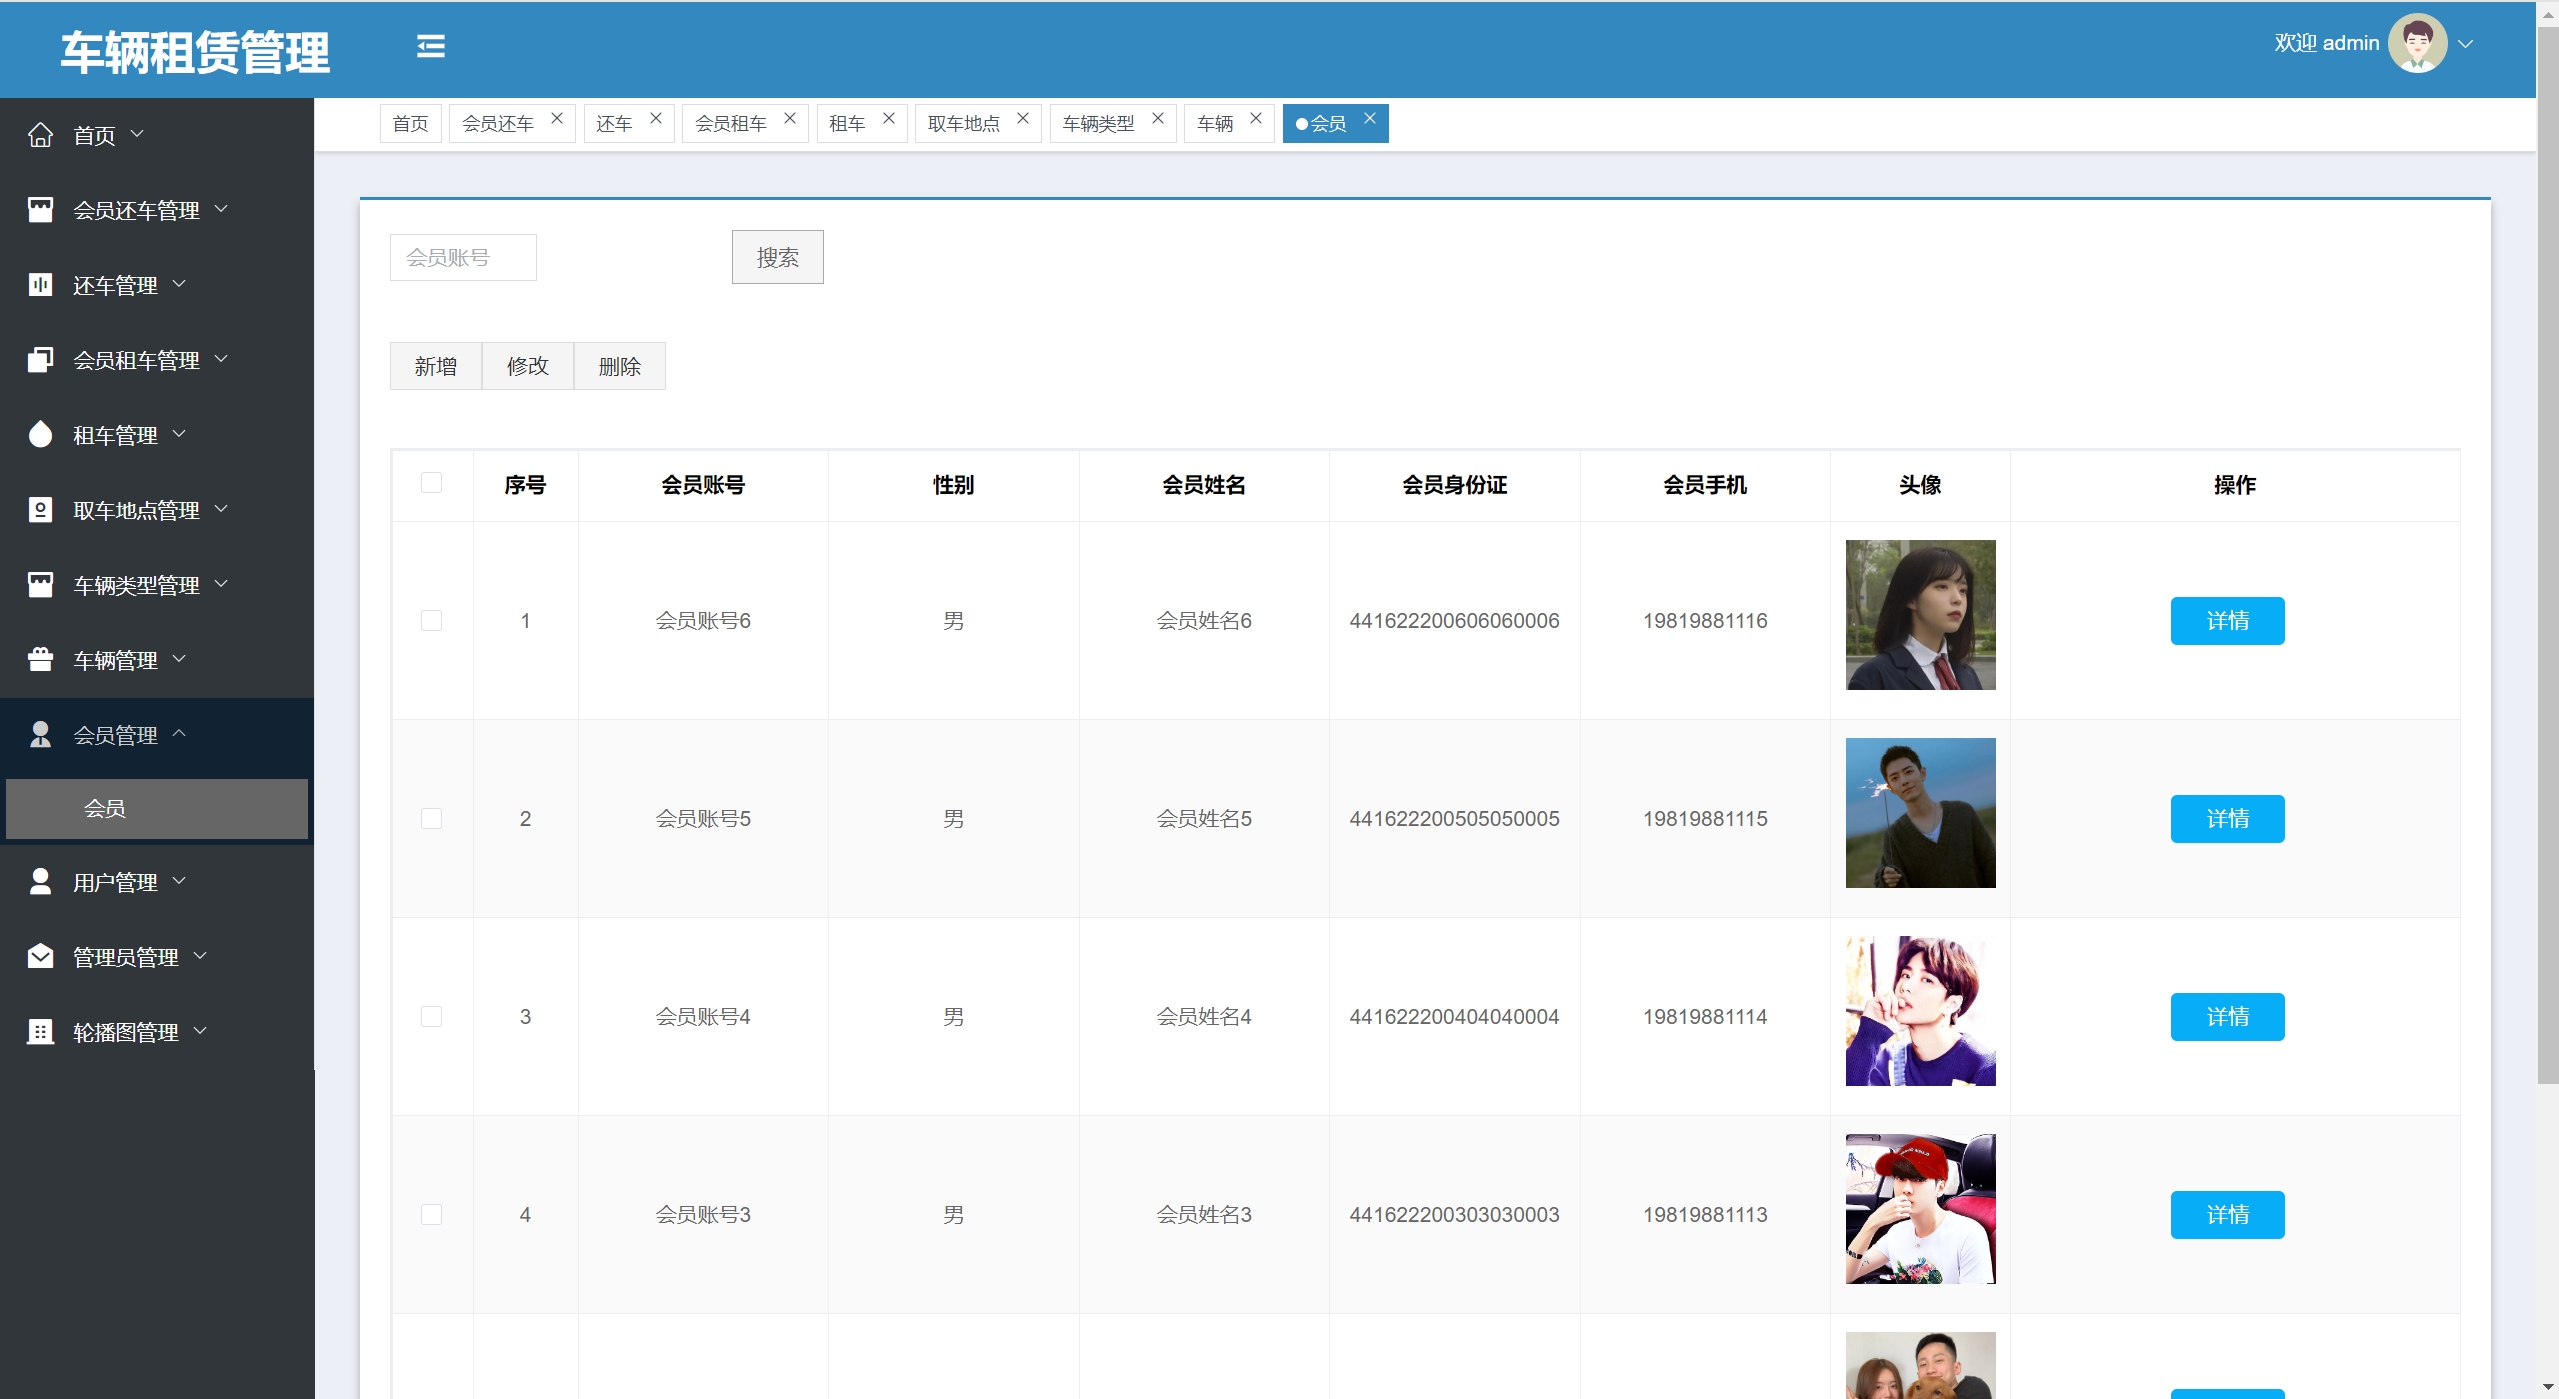 车辆租赁管理
欢迎 admin
首页
会员还车管理
还车管理
会员租车管理
租车管理
取车地点管理
车辆类型管理
车辆管理
会员管理
会员
用户管理
管理员管理
轮播图管理
首页 会员还车 还车 会员租车 租车 取车地点 车辆类型 车辆 会员
会员账号 搜索
新增 修改 删除
序号 会员账号 性别 会员姓名 会员身份证 会员手机 头像 操作
1 会员账号6 男 会员姓名6 441622200606060006 19819881116 详情
2 会员账号5 男 会员姓名5 441622200505050005 19819881115 详情
3 会员账号4 男 会员姓名4 441622200404040004 19819881114 详情
4 会员账号3 男 会员姓名3 441622200303030003 19819881113 详情